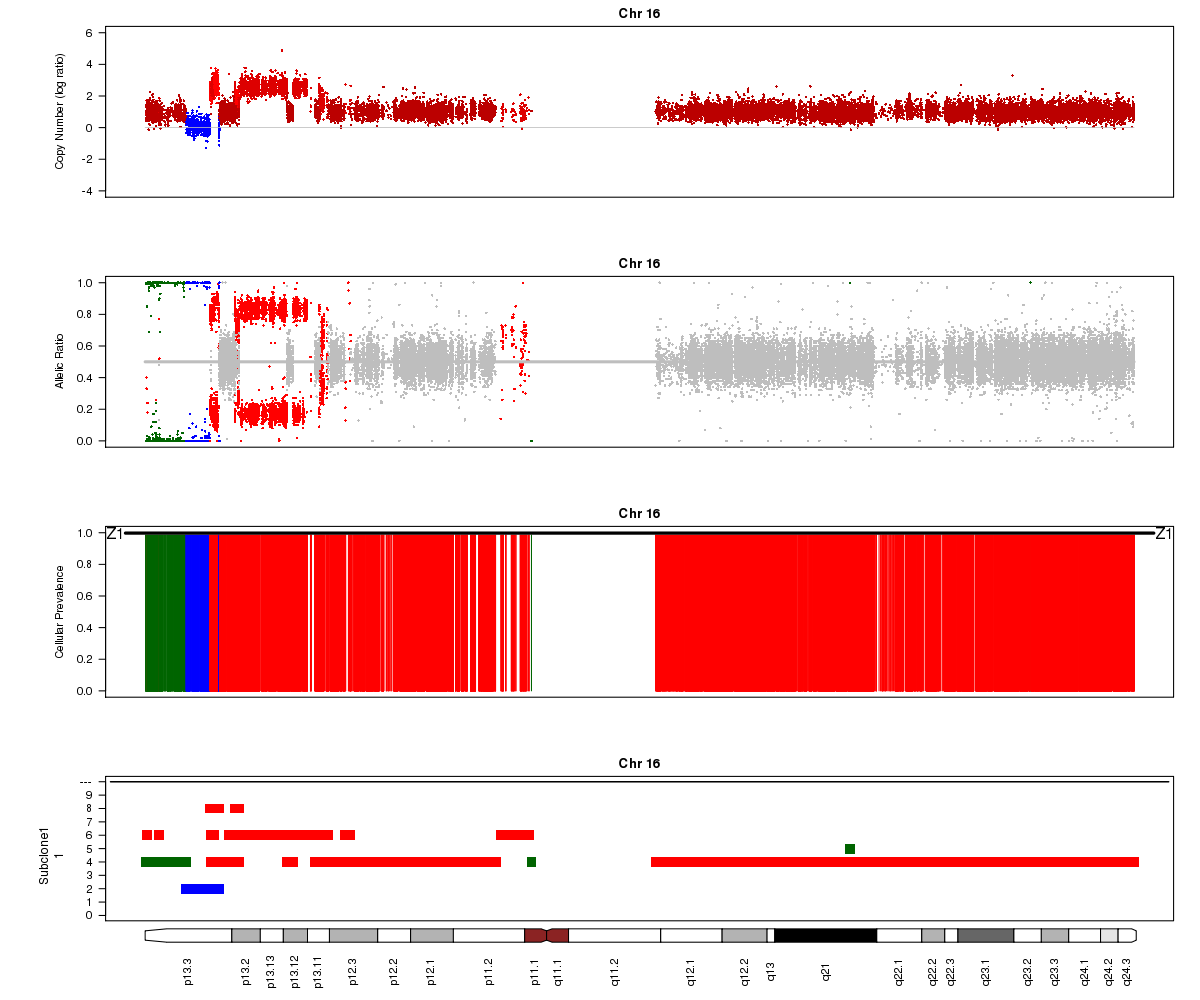 Chr 16
Copy Number (log ratio)
6
4
2
0
-2
-4
Chr 16
Allelic Ratio
1.0
0.8
0.6
0.4
0.2
0.0
Chr 16
Cellular Prevalence
1.0
0.8
0.6
0.4
0.2
0.0
Z1
Z1
Chr 16
Subclone1
1
---
9
8
7
6
5
4
3
2
1
0
p13.3
p13.2
p13.13
p13.12
p13.11
p12.3
p12.2
p12.1
p11.2
p11.1
q11.1
q11.2
q12.1
q12.2
q13
q21
q22.1
q22.2
q22.3
q23.1
q23.2
q23.3
q24.1
q24.2
q24.3